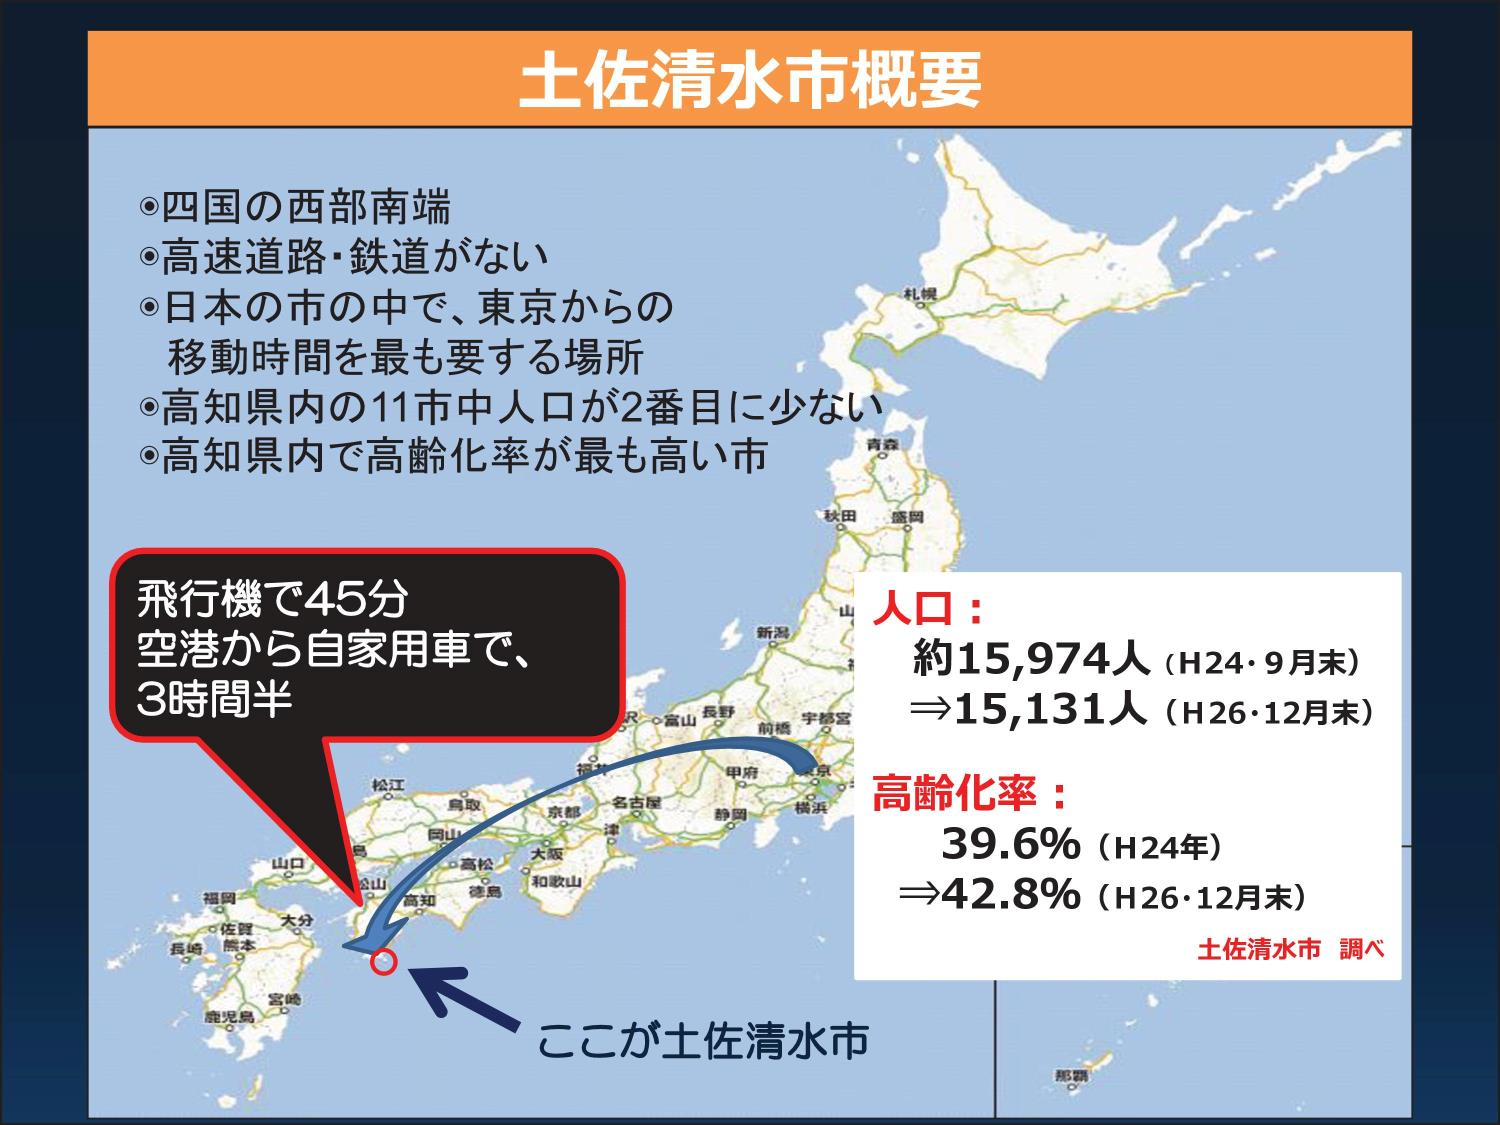 土佐清水市概要
◉四国の西部南端
◉高速道路・鉄道がない
◉日本の市の中で、東京からの
移動時間を最も要する場所
◉高知県内の11市中人口が2番目に少ない
◉高知県内で高齢化率が最も高い市
飛行機で45分
空港から自家用車で、
3時間半
人口：
約15,974人（H24・９月末）
⇒15,131人（H26・12月末）
高齢化率：
39.6%（H24年）
⇒42.8%（H26・12月末）
土佐清水市　調べ
ここが土佐清水市
札幌
青森
秋田
盛岡
新潟
富山
長野
前橋
宇都宮
甲府
横浜
静岡
名古屋
津
京都
大阪
和歌山
松江
鳥取
岡山
高松
徳島
高知
山口
福岡
大分
佐賀
長崎
熊本
宮崎
鹿児島
那覇